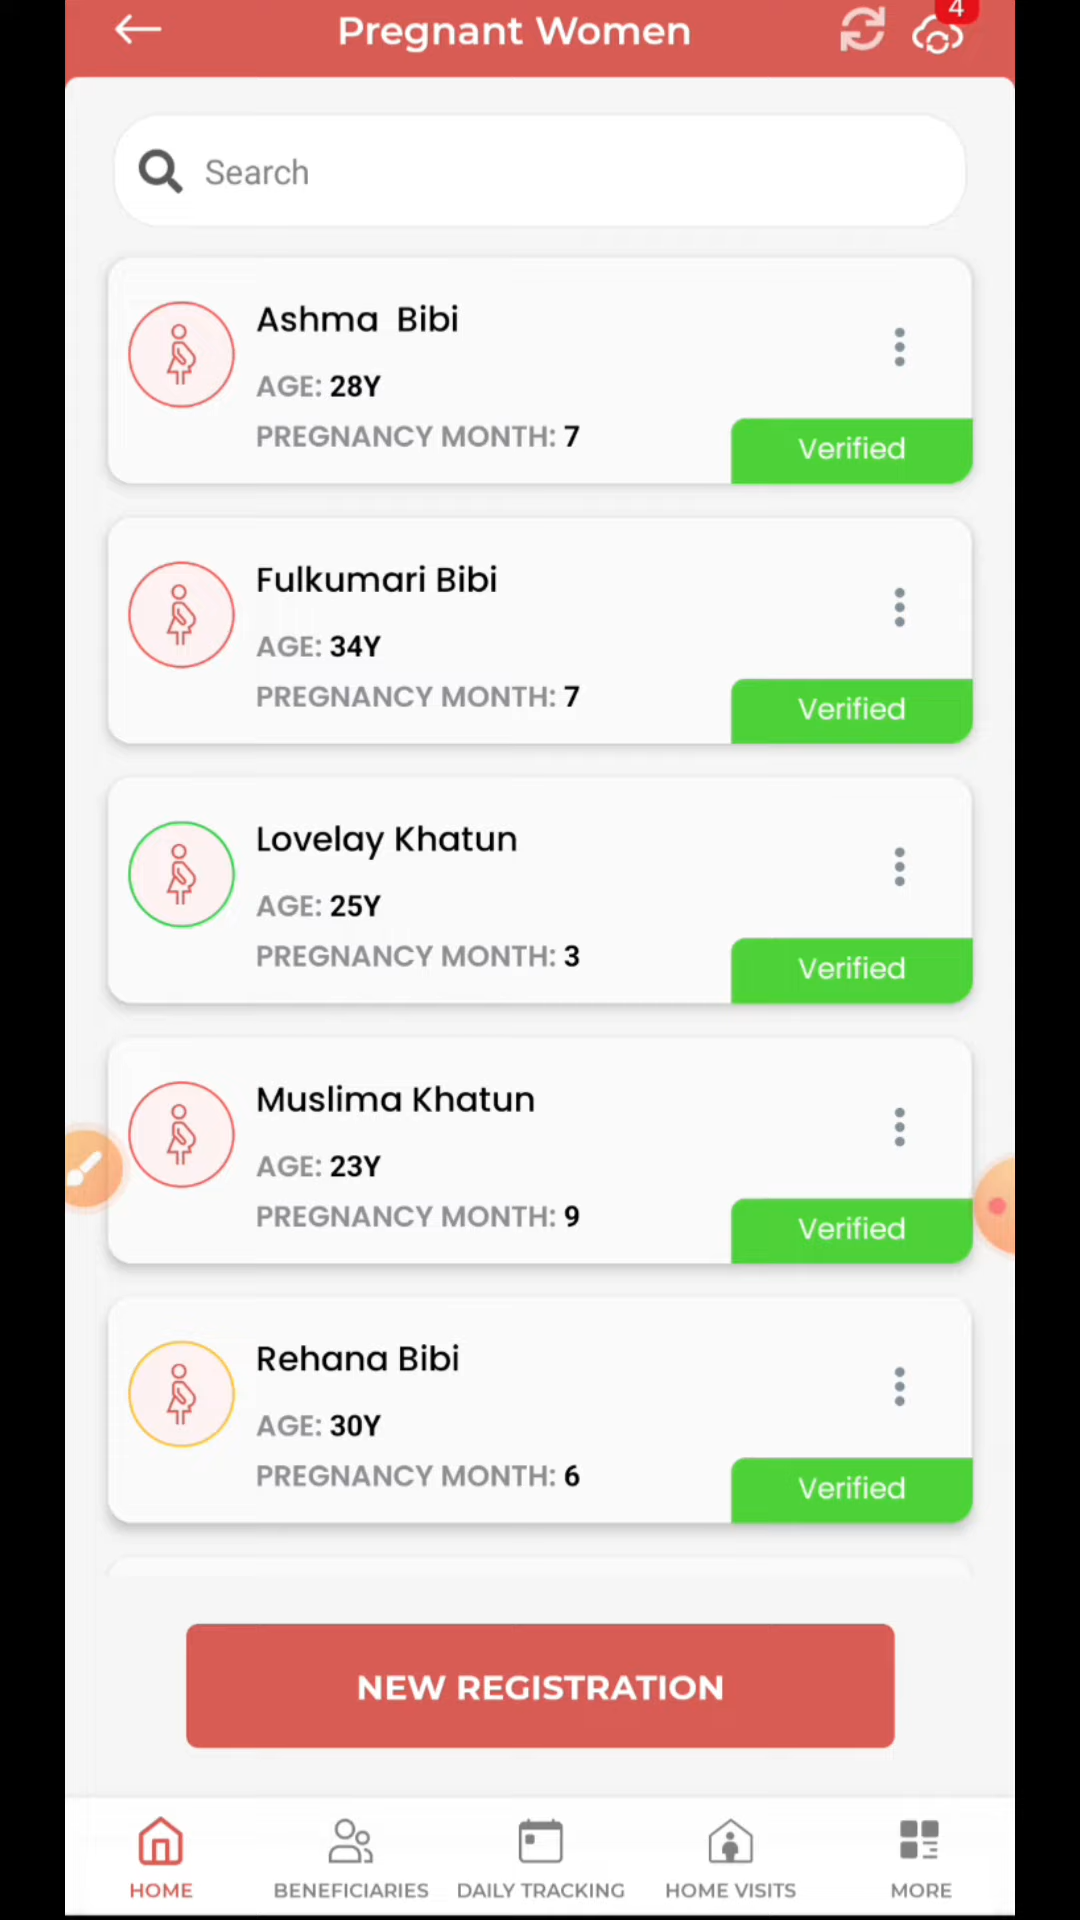 Pregnant Women
4
Search
Ashma Bibi
AGE: 28Y
PREGNANCY MONTH: 7
Verified
Fulkumari Bibi
AGE: 34Y
PREGNANCY MONTH: 7
Verified
Lovelay Khatun
AGE: 25Y
PREGNANCY MONTH: 3
Verified
Muslima Khatun
AGE: 23Y
PREGNANCY MONTH: 9
Verified
Rehana Bibi
AGE: 30Y
PREGNANCY MONTH: 6
Verified
NEW REGISTRATION
HOME BENEFICIARIES DAILY TRACKING HOME VISITS MORE